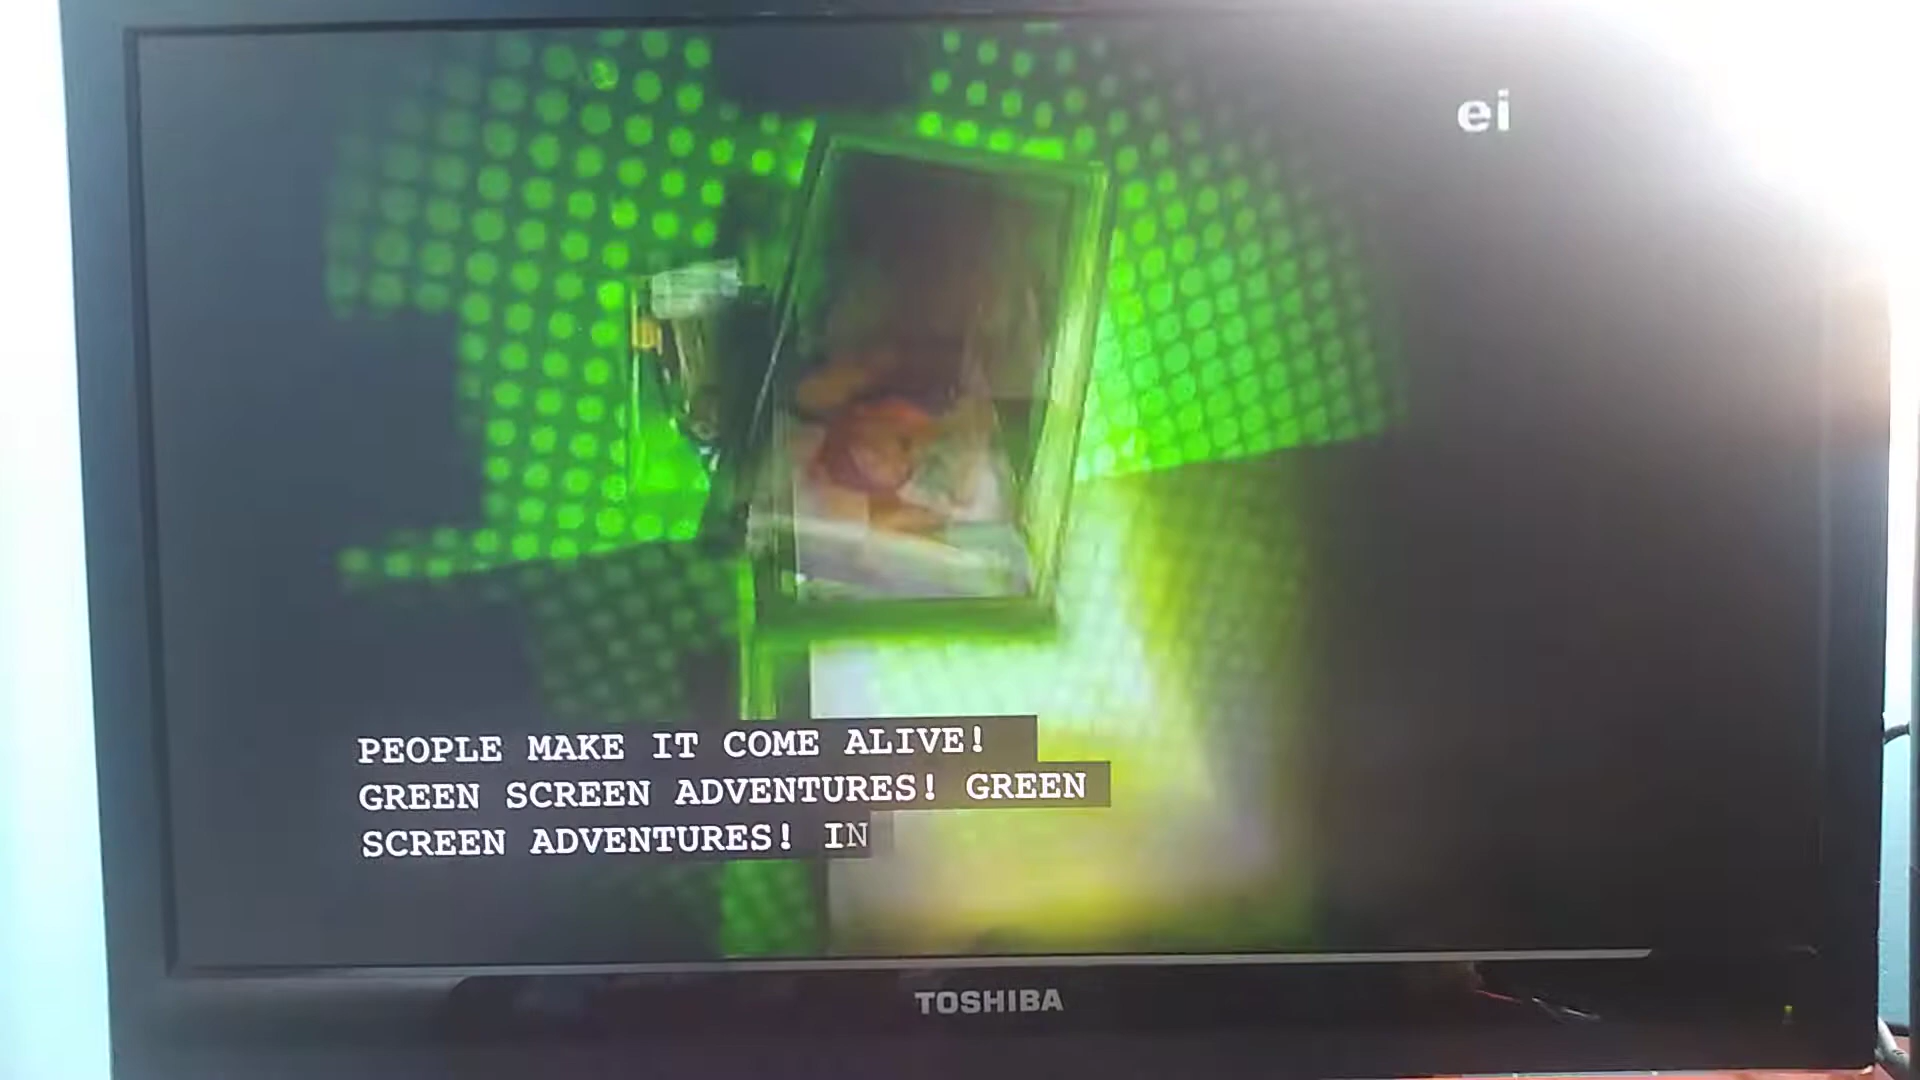 ei
PEOPLE MAKE IT COME ALIVE!
GREEN SCREEN ADVENTURES! GREEN
SCREEN ADVENTURES! IN
TOSHIBA